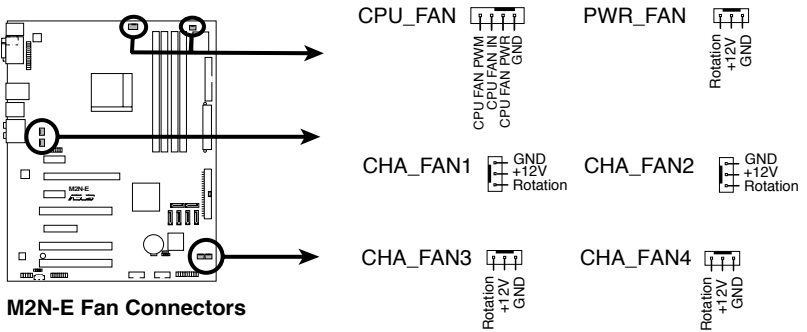 CPU_FAN
CPU FAN PWM
CPU FAN IN
CPU FAN PWR
GND
PWR_FAN
Rotation
+12V
GND
CHA_FAN1
GND
+12V
Rotation
CHA_FAN2
GND
+12V
Rotation
M2N-E
ASUS
CHA_FAN3
Rotation
+12V
GND
CHA_FAN4
Rotation
+12V
GND
M2N-E Fan Connectors